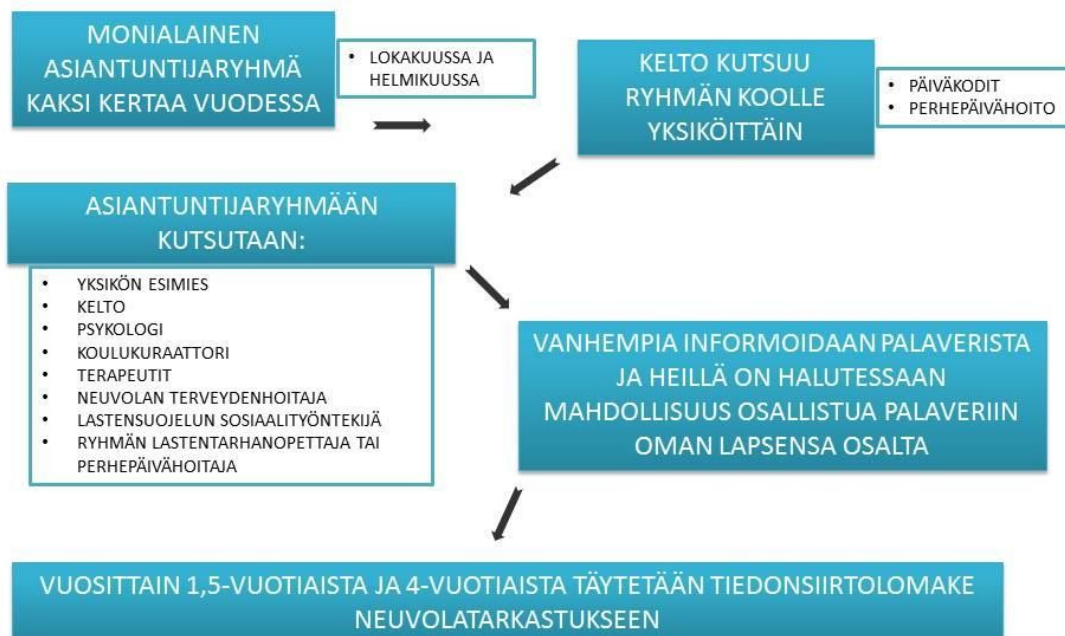 MONIALAINEN
ASIANTUNTIJARYHMÄ
KAKSI KERTAA VUODESSA
• LOKAKUUSSA JA
HELMIKUUSSA
KELTO KUTSUU
RYHMÄN KOOLLE
YKSIKÖITTÄIN
• PÄIVÄKODIT
• PERHEPÄIVÄHOITO
ASIANTUNTIJARYHMÄÄN
KUTSUTAAN:
• YKSIKÖN ESIMIES
• KELTO
• PSYKOLOGI
• KOULUKURAATTORI
• TERAPEUTIT
• NEUVOLAN TERVEYDENHOITAJA
• LASTENSUOJELUN SOSIAALITYÖNTEKIJÄ
• RYHMÄN LASTENTARHANOPETTAJA TAI
PERHEPÄIVÄHOITAJA
VANHEMPIA INFORMOIDAAN PALAVERISTA
JA HEILLÄ ON HALUTESSAAN
MAHDOLLISUUS OSALLISTUA PALAVERIIN
OMAN LAPSENSA OSALTA
VUOSITTAIN 1,5-VUOTIAISTA JA 4-VUOTIAISTA TÄYTETÄÄN TIEDONSIIRTOLOMAKE
NEUVOLATARKASTUKSEEN